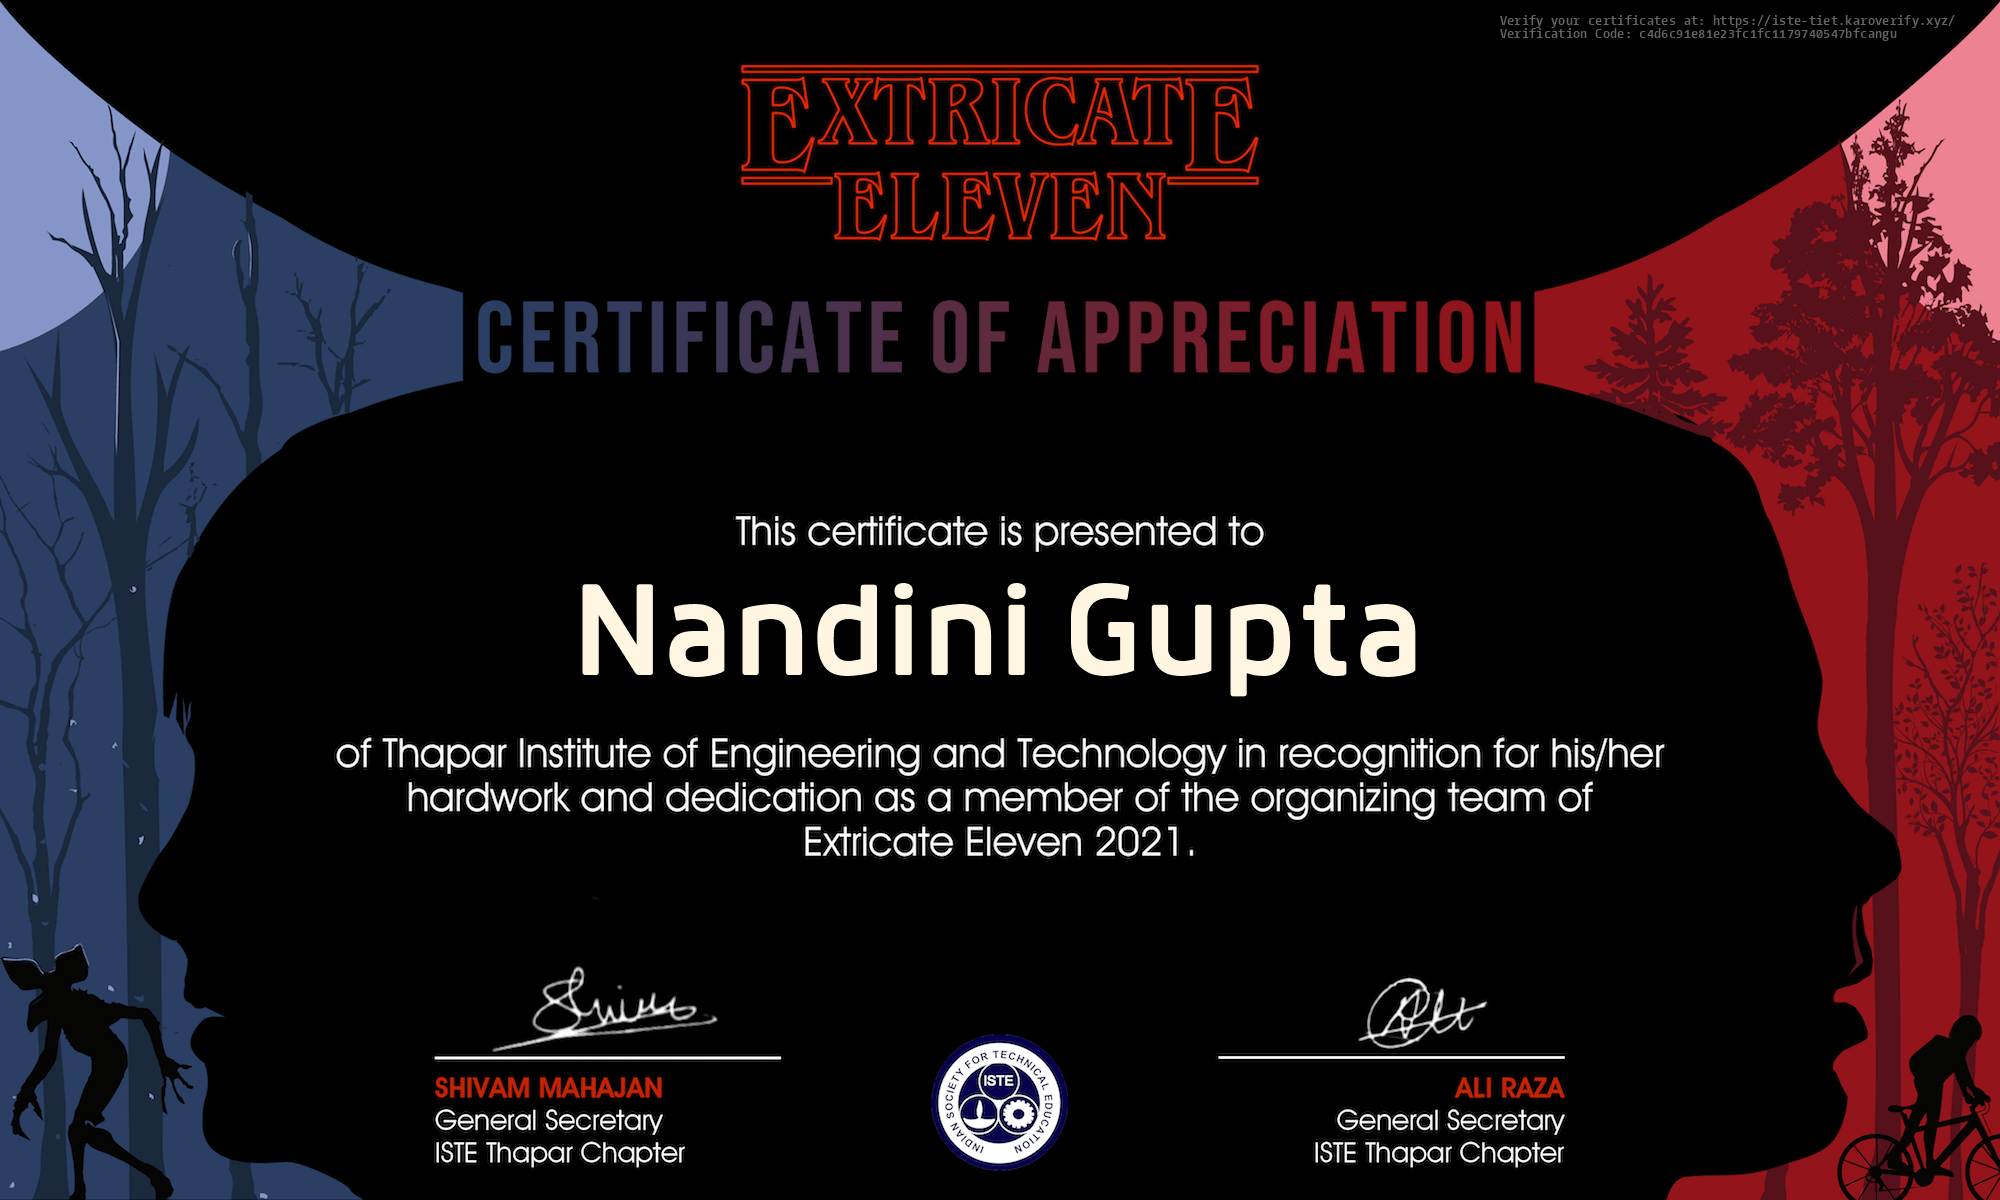 Verify your certificates at: https://iste-tiet.karoverify.xyz/
Verification Code: c4d6c91e81e23fc1fc1179740547bfcangu
EXTRICATE
ELEVEN
CERTIFICATE OF APPRECIATION
This certificate is presented to
Nandini Gupta
of Thapar Institute of Engineering and Technology in recognition for his/her
hardwork and dedication as a member of the organizing team of
Extricate Eleven 2021.
SHIVAM MAHAJAN
General Secretary
ISTE Thapar Chapter
INDIAN SOCIETY FOR TECHNICAL EDUCATION
ISTE
ALI RAZA
General Secretary
ISTE Thapar Chapter